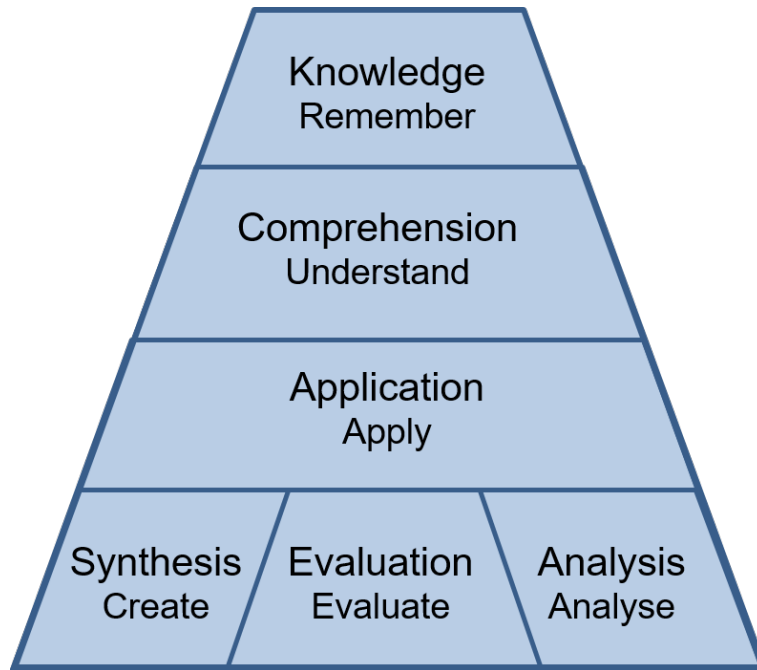 Knowledge
Remember
Comprehension
Understand
Application
Apply
Synthesis
Create
Evaluation
Evaluate
Analysis
Analyse